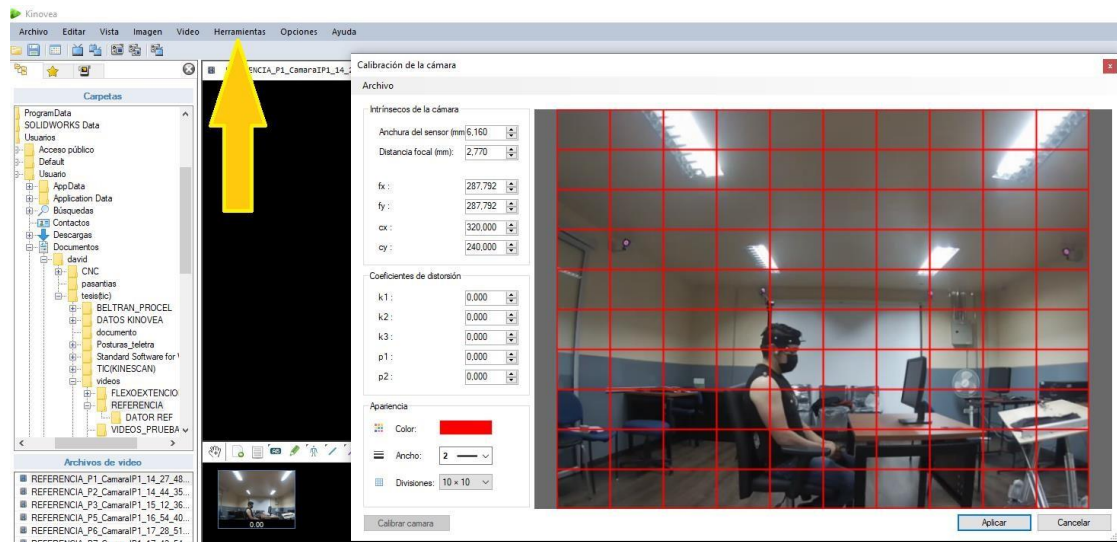 Kinovea
Archivo Editar Vista Imagen Video Herramientas Opciones Ayuda
Carpetas
ProgramData
SOLIDWORKS Data
Usuarios
Acceso público
Default
Usuario
AppData
Application Data
Búsquedas
Contactos
Descargas
Documentos
david
CNC
pasantias
tesis(tic)
BELTRAN_PROCEL
DATOS KINOVEA
documento
Posturas_teletra
Standard Software for
TIC(KINESCAN)
videos
FLEXOEXTENCIO
REFERENCIA
DATOR REF
VIDEOS_PRUEBA
Archivos de video
REFERENCIA_P1_CamaraIP1_14_27_48...
REFERENCIA_P2_CamaraIP1_14_44_35...
REFERENCIA_P3_CamaraIP1_15_12_36...
REFERENCIA_P5_CamaraIP1_16_54_40...
REFERENCIA_P6_CamaraIP1_17_28_51...
ENCIA_P1_CamaraIP1_14_
0.00
Calibración de la cámara
Archivo
Intrínsecos de la cámara
Anchura del sensor (mm 6,160
Distancia focal (mm): 2,770
fx : 287,792
fy : 287,792
cx : 320,000
cy : 240,000
Coeficientes de distorsión
k1 : 0,000
k2 : 0,000
k3 : 0,000
p1 : 0,000
p2 : 0,000
Apariencia
Color:
Ancho: 2
Divisiones: 10 × 10
Calibrar camara
Aplicar Cancelar